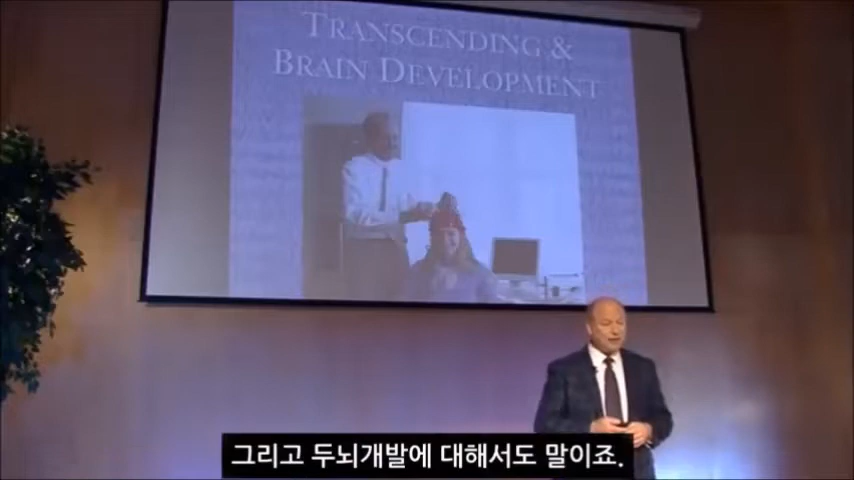 TRANSCENDING &
BRAIN DEVELOPMENT
그리고 두뇌개발에 대해서도 말이죠.